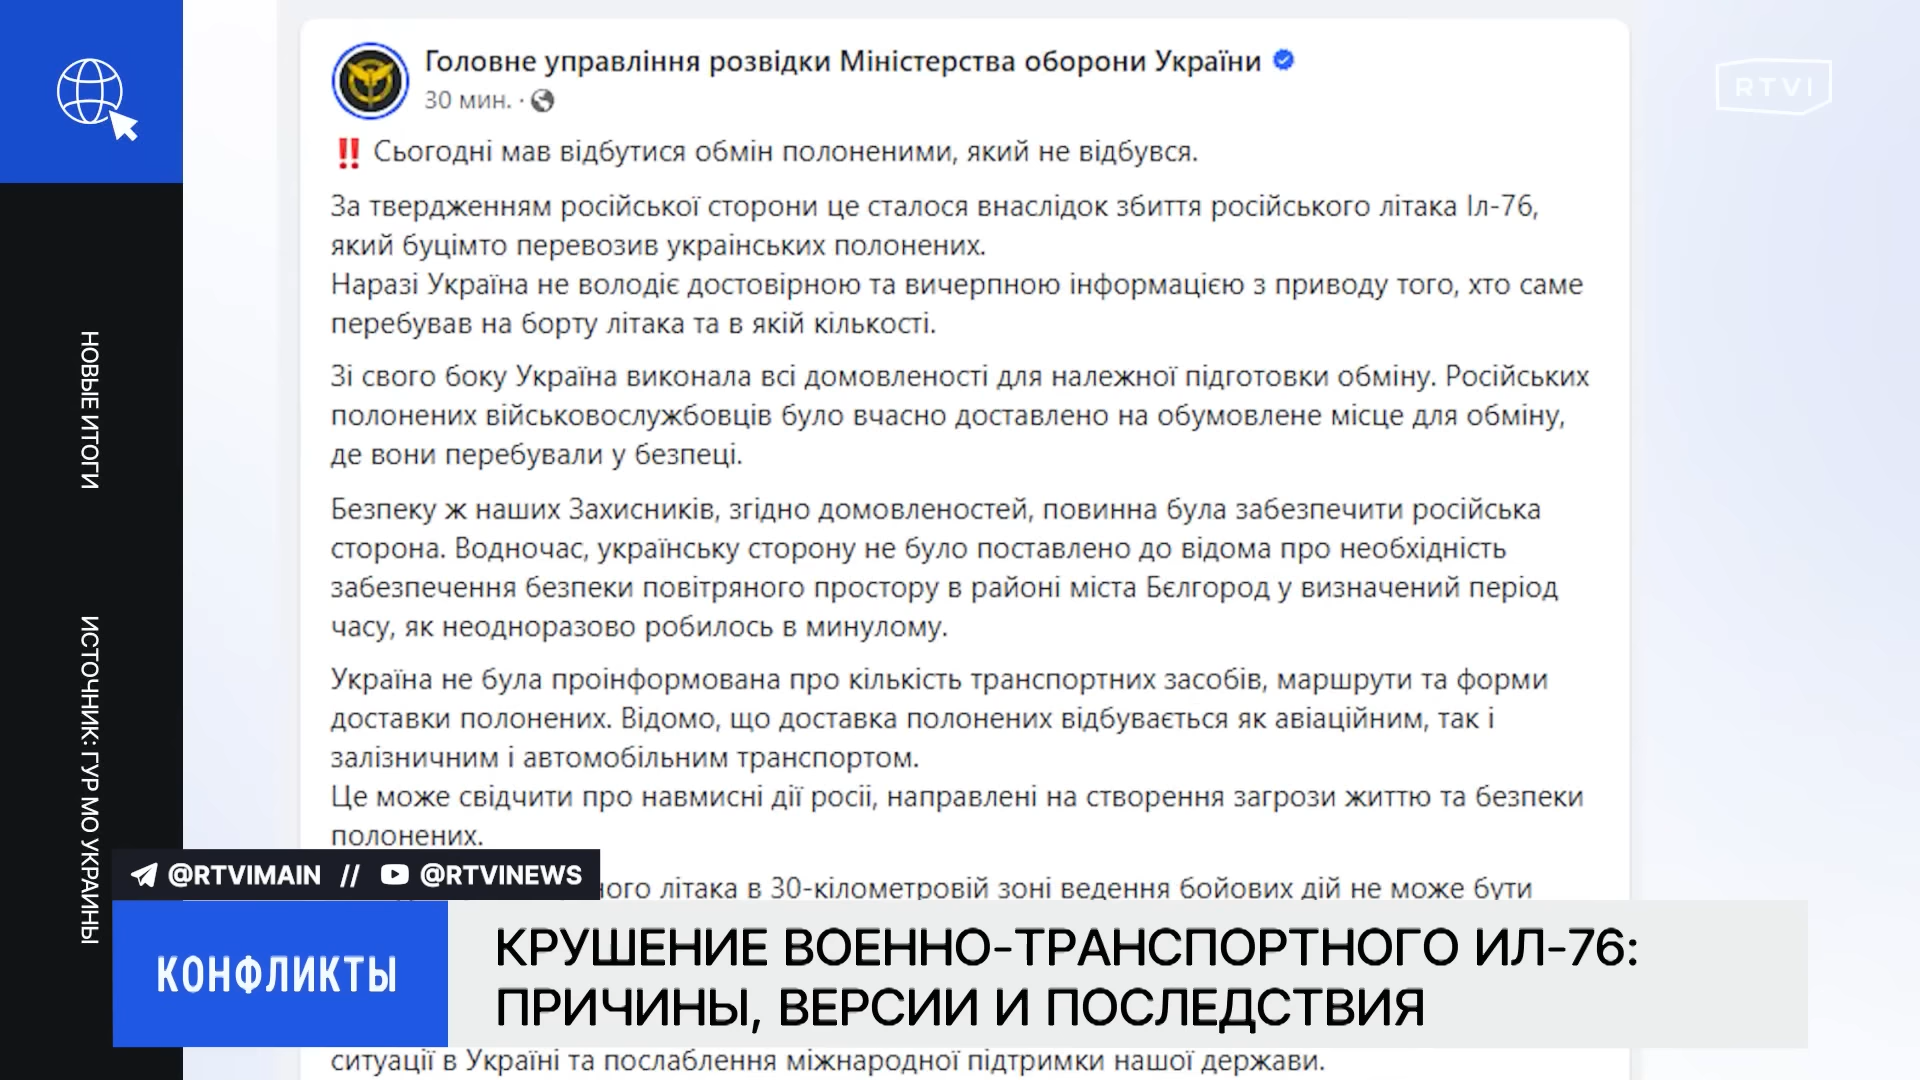 Головне управління розвідки Міністерства оборони України
30 мин. ·
RTVI
‼ Сьогодні мав відбутися обмін полоненими, який не відбувся.
За твердженням російської сторони це сталося внаслідок збиття російського літака Іл-76,
який буцімто перевозив українських полонених.
Наразі Україна не володіє достовірною та вичерпною інформацією з приводу того, хто саме
перебував на борту літака та в якій кількості.
Зі свого боку Україна виконала всі домовленості для належної підготовки обміну. Російських
полонених військовослужбовців було вчасно доставлено на обумовлене місце для обміну,
де вони перебували у безпеці.
Безпеку ж наших Захисників, згідно домовленостей, повинна була забезпечити російська
сторона. Водночас, українську сторону не було поставлено до відома про необхідність
забезпечення безпеки повітряного простору в районі міста Бєлгород у визначений період
часу, як неодноразово робилось в минулому.
Україна не була проінформована про кількість транспортних засобів, маршрути та форми
доставки полонених. Відомо, що доставка полонених відбувається як авіаційним, так і
залізничним і автомобільним транспортом.
Це може свідчити про навмисні дії росії, направлені на створення загрози життю та безпеки
полонених.
ного літака в 30-кілометровій зоні ведення бойових дій не може бути
ситуації в Україні та послаблення міжнародної підтримки нашої держави.
НОВЫЕ ИТОГИ
ИСТОЧНИК: ГУР МО УКРАИНЫ
@RTVIMAIN // @RTVINEWS
КОНФЛИКТЫ
КРУШЕНИЕ ВОЕННО-ТРАНСПОРТНОГО ИЛ-76:
ПРИЧИНЫ, ВЕРСИИ И ПОСЛЕДСТВИЯ